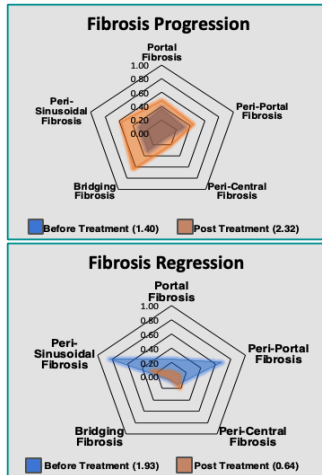 Fibrosis Progression
Portal
Fibrosis
1.00
0.80
0.60
0.40
0.20
0.00
Peri-
Sinusoidal
Fibrosis
Peri-Portal
Fibrosis
Bridging
Fibrosis
Peri-Central
Fibrosis
Before Treatment (1.40)
Post Treatment (2.32)
Fibrosis Regression
Portal
Fibrosis
1.00
0.80
0.60
0.40
0.20
0.00
Peri-
Sinusoidal
Fibrosis
Peri-Portal
Fibrosis
Bridging
Fibrosis
Peri-Central
Fibrosis
Before Treatment (1.93)
Post Treatment (0.64)